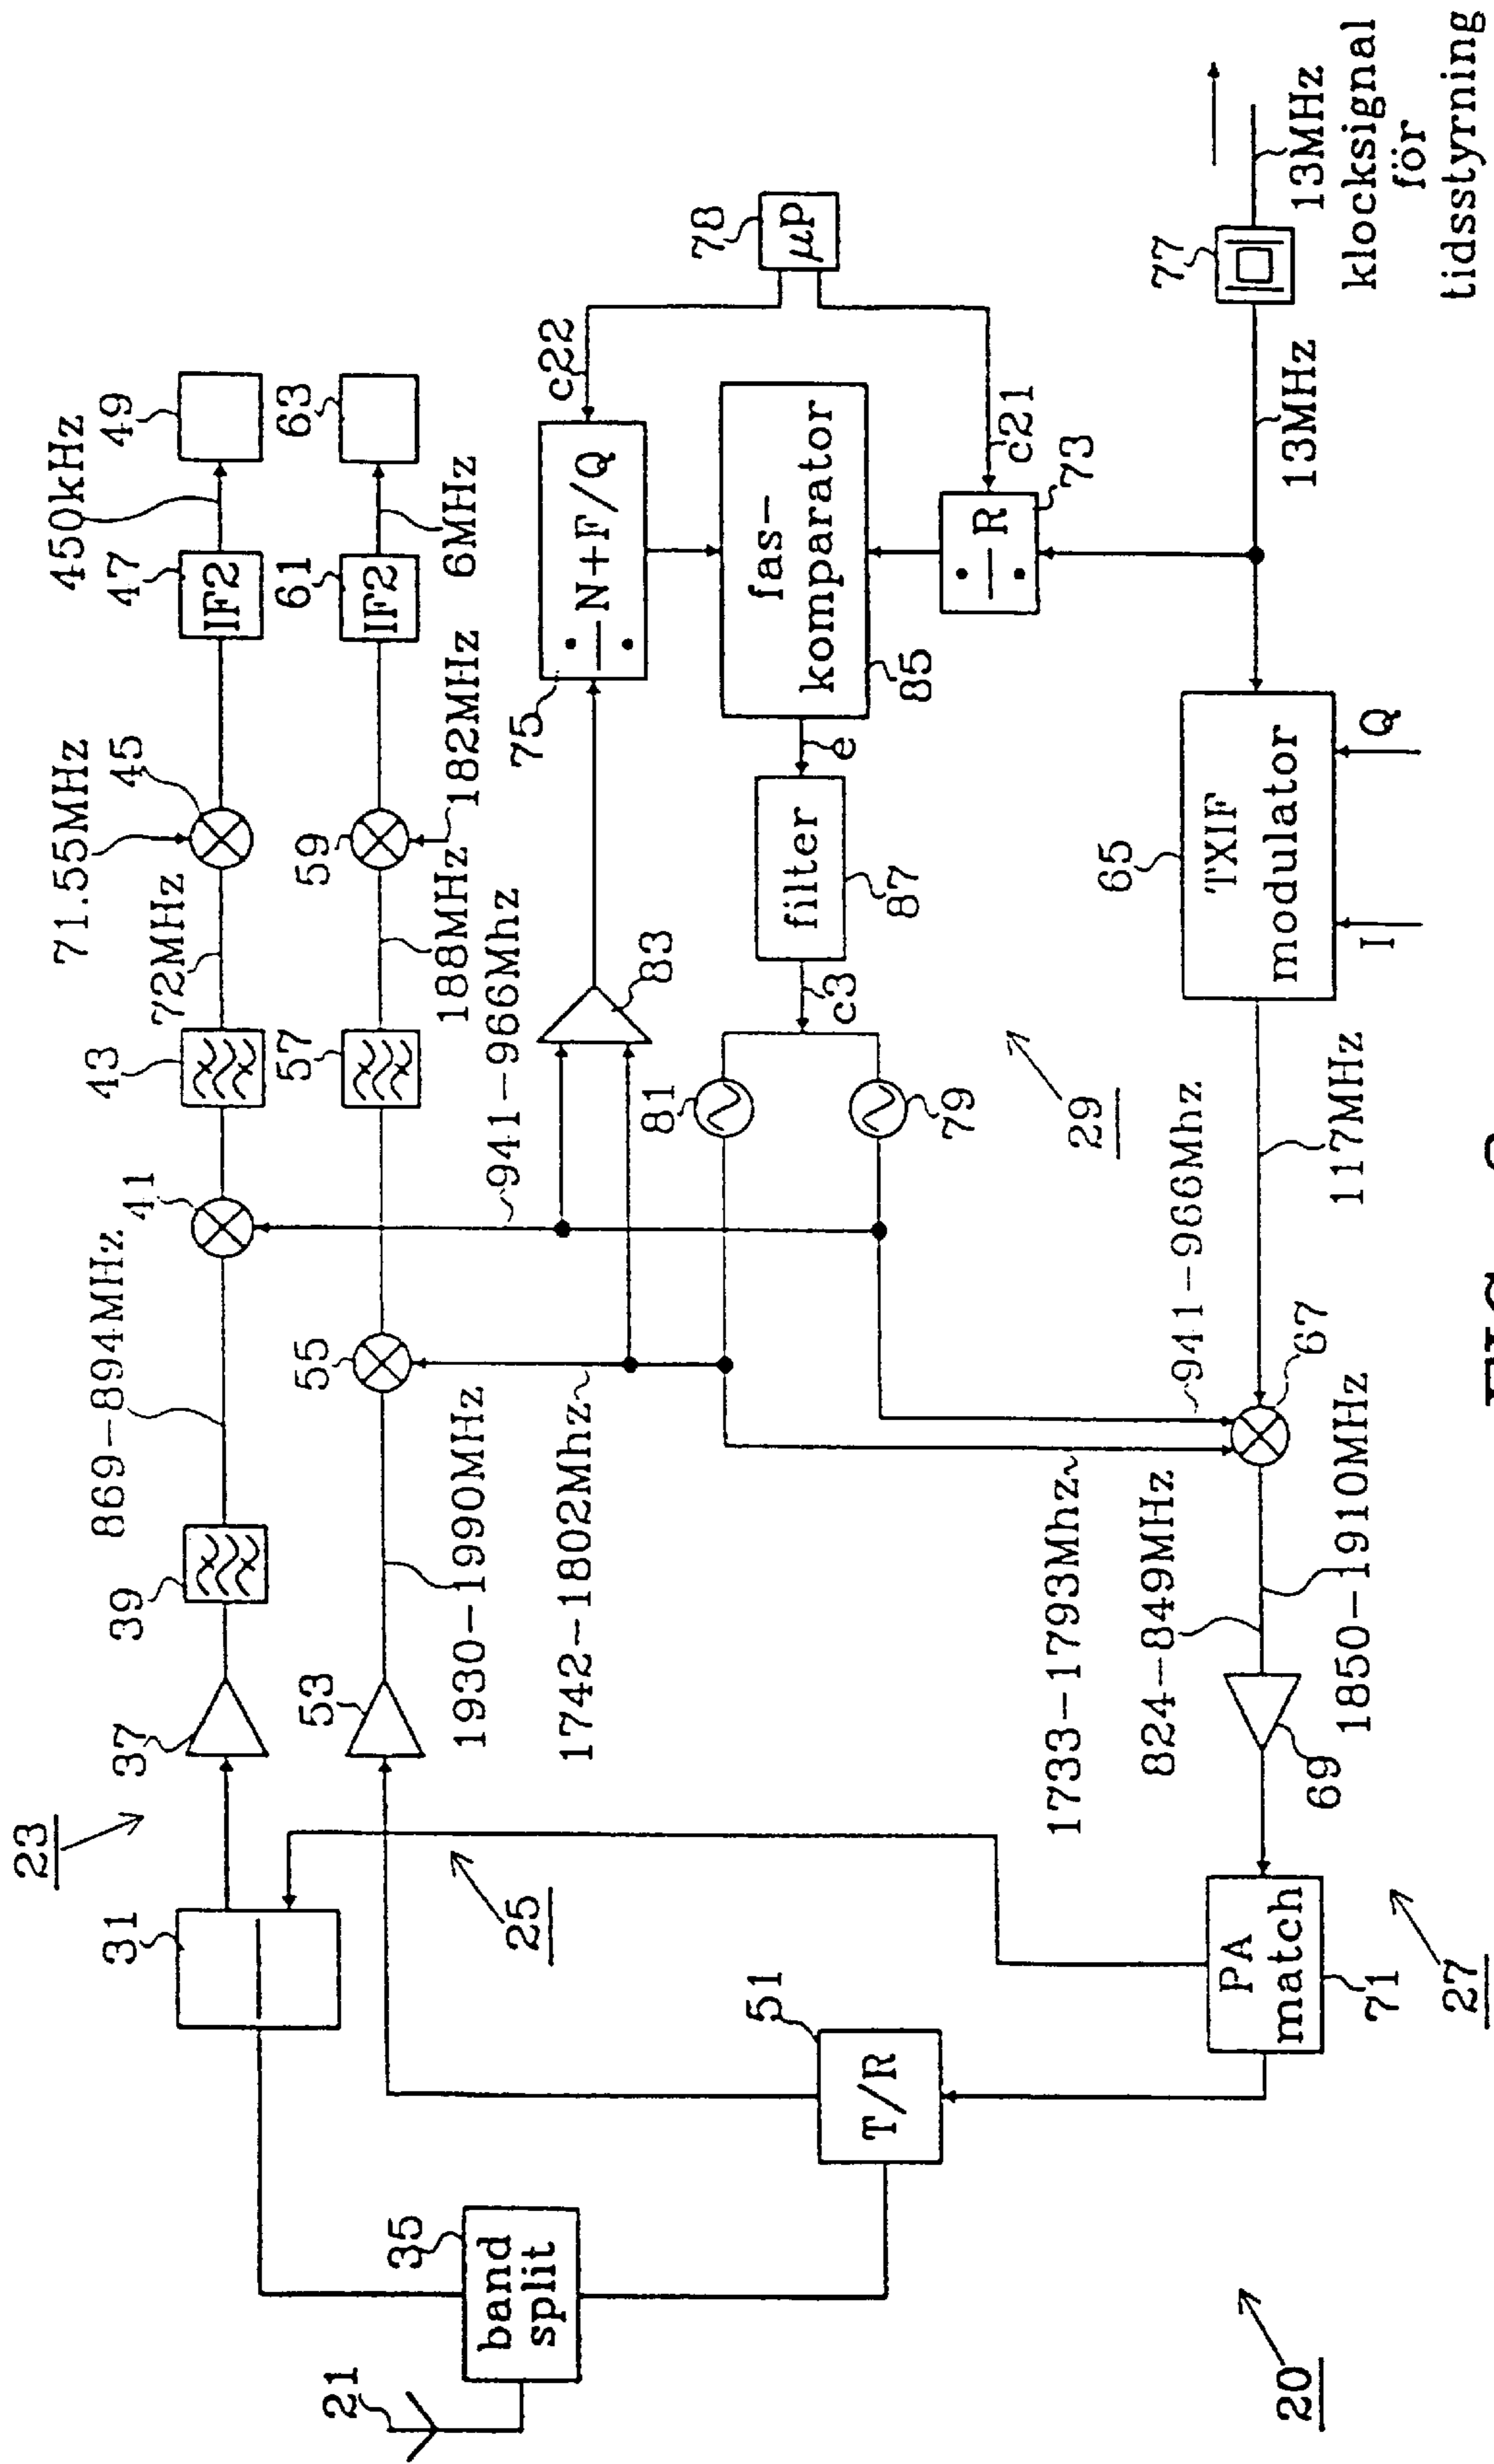 23
31
37
39
869-894MHz
41
43
72MHz
71.55MHz
45
47
IF2
450kHz
49
25
53
1930-1990MHz
55
57
188MHz
59
182MHz
61
IF2
6MHz
63
1742-1802Mhz
941-966Mhz
83
75
N+F/Q
c22
78
µP
21
35
band
split
51
T/R
81
79
c3
filter
87
e
fas-
komparator
85
c21
R
73
29
1733-1793Mhz
941-966Mhz
824-849MHz
1850-1910MHz
67
117MHz
65
TXIF
modulator
I
Q
13MHz
77
13MHz
klocksignal
för
tidsstyrning
69
PA
match
71
27
20